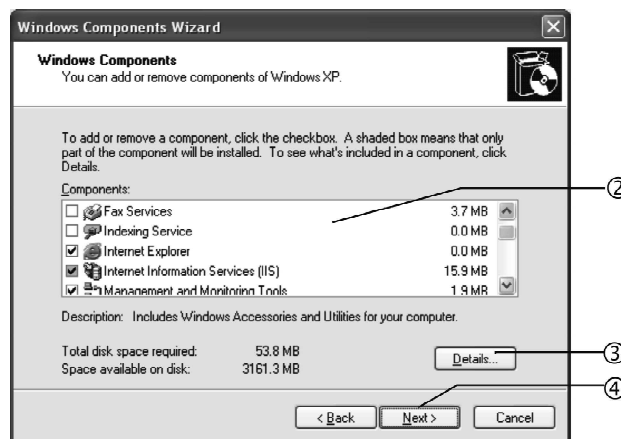 Windows Components Wizard
Windows Components
You can add or remove components of Windows XP.
To add or remove a component, click the checkbox. A shaded box means that only
part of the component will be installed. To see what's included in a component, click
Details.
Components:
Fax Services 3.7 MB
Indexing Service 0.0 MB
Internet Explorer 0.0 MB
Internet Information Services (IIS) 15.9 MB
Management and Monitoring Tools 1.9 MB
Description: Includes Windows Accessories and Utilities for your computer.
Total disk space required: 53.8 MB
Space available on disk: 3161.3 MB
Details...
< Back
Next >
Cancel
2
3
4